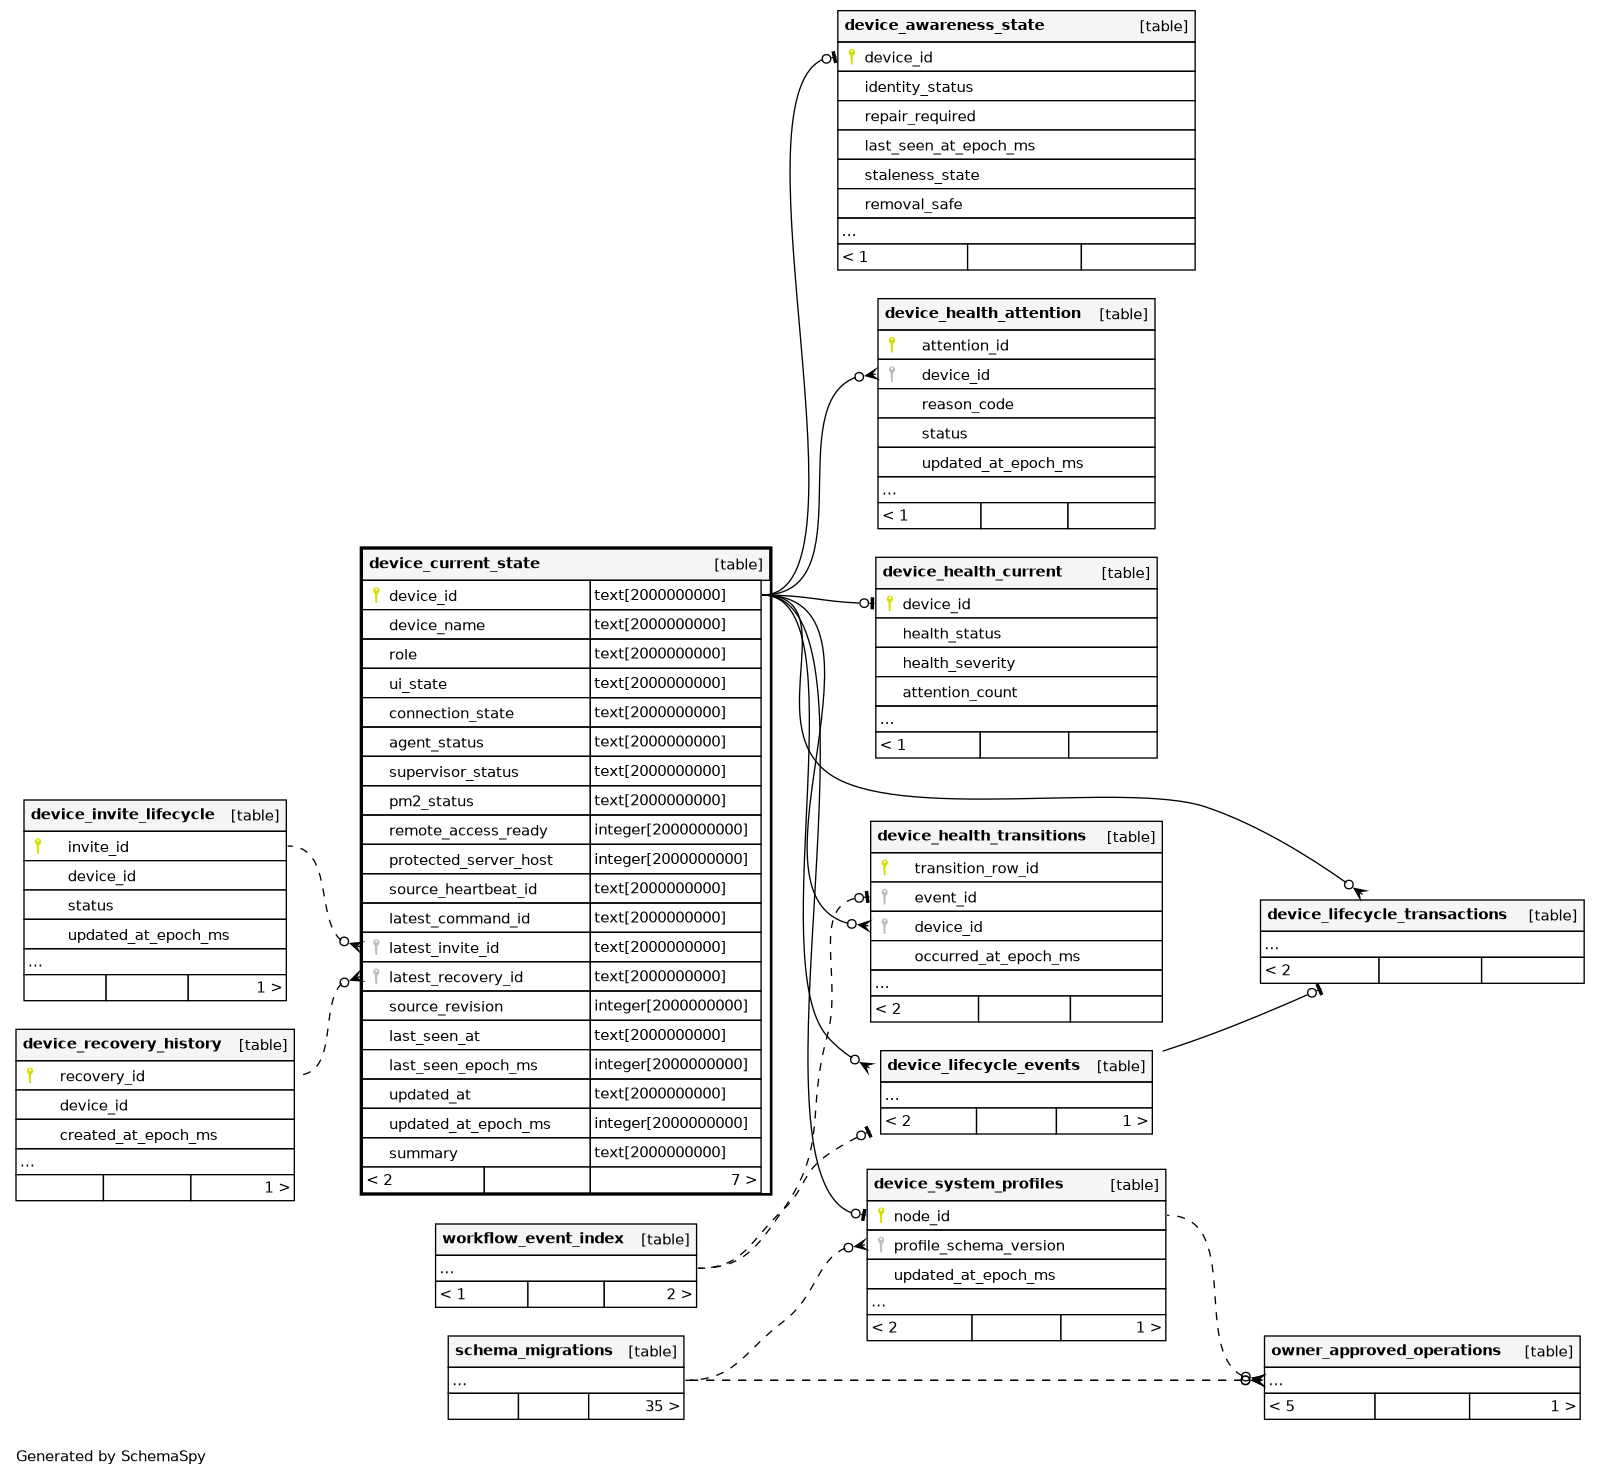 device_awareness_state [table]
device_id
identity_status
repair_required
last_seen_at_epoch_ms
staleness_state
removal_safe
...
< 1
device_health_attention [table]
attention_id
device_id
reason_code
status
updated_at_epoch_ms
...
< 1
device_current_state [table]
device_id text[2000000000]
device_name text[2000000000]
role text[2000000000]
ui_state text[2000000000]
connection_state text[2000000000]
agent_status text[2000000000]
supervisor_status text[2000000000]
pm2_status text[2000000000]
remote_access_ready integer[2000000000]
protected_server_host integer[2000000000]
source_heartbeat_id text[2000000000]
latest_command_id text[2000000000]
latest_invite_id text[2000000000]
latest_recovery_id text[2000000000]
source_revision integer[2000000000]
last_seen_at text[2000000000]
last_seen_epoch_ms integer[2000000000]
updated_at text[2000000000]
updated_at_epoch_ms integer[2000000000]
summary text[2000000000]
< 2 7 >
device_health_current [table]
device_id
health_status
health_severity
attention_count
...
< 1
device_invite_lifecycle [table]
invite_id
device_id
status
updated_at_epoch_ms
...
1 >
device_health_transitions [table]
transition_row_id
event_id
device_id
occurred_at_epoch_ms
...
< 2
device_lifecycle_transactions [table]
...
< 2
device_recovery_history [table]
recovery_id
device_id
created_at_epoch_ms
...
1 >
device_lifecycle_events [table]
...
< 2 1 >
device_system_profiles [table]
node_id
profile_schema_version
updated_at_epoch_ms
...
< 2 1 >
workflow_event_index [table]
...
< 1 2 >
schema_migrations [table]
...
35 >
owner_approved_operations [table]
...
< 5 1 >
Generated by SchemaSpy